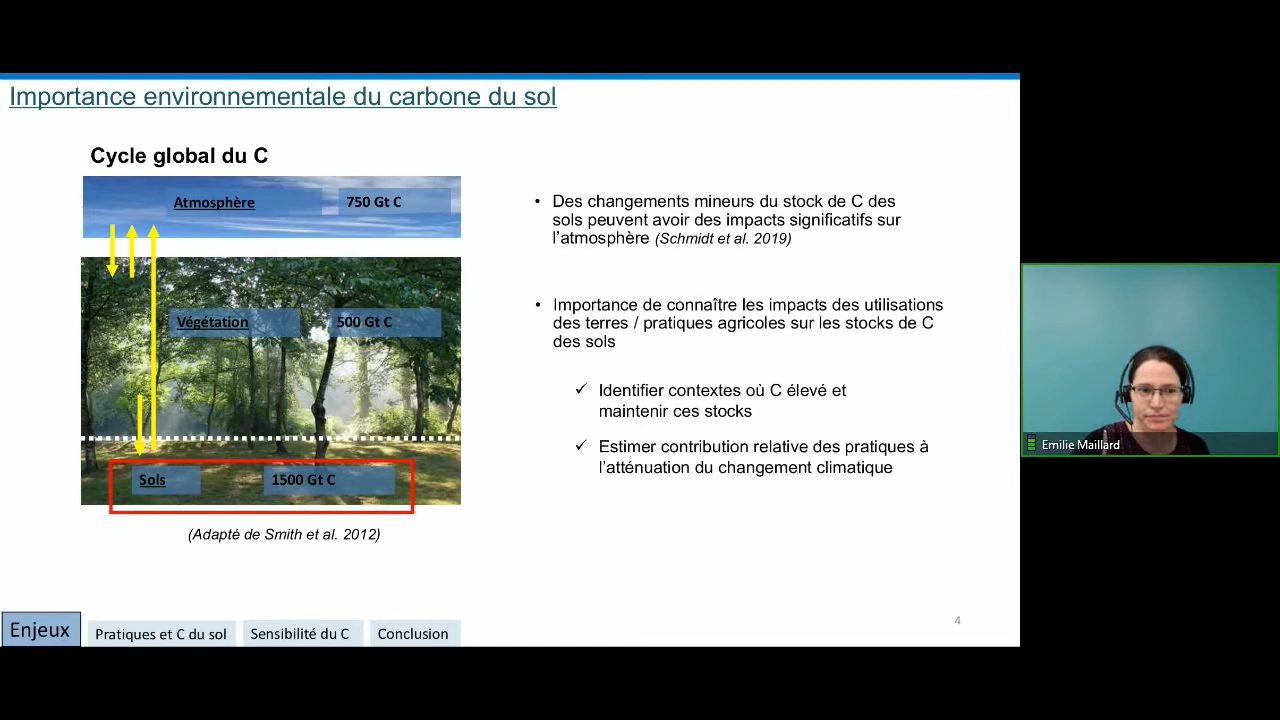 Importance environnementale du carbone du sol
Cycle global du C
Atmosphère 750 Gt C
Végétation 500 Gt C
Sols 1500 Gt C
(Adapté de Smith et al. 2012)
• Des changements mineurs du stock de C des
sols peuvent avoir des impacts significatifs sur
l'atmosphère (Schmidt et al. 2019)
• Importance de connaître les impacts des utilisations
des terres / pratiques agricoles sur les stocks de C
des sols
✓ Identifier contextes où C élevé et
maintenir ces stocks
✓ Estimer contribution relative des pratiques à
l'atténuation du changement climatique
Emilie Maillard
4
Enjeux Pratiques et C du sol Sensibilité du C Conclusion